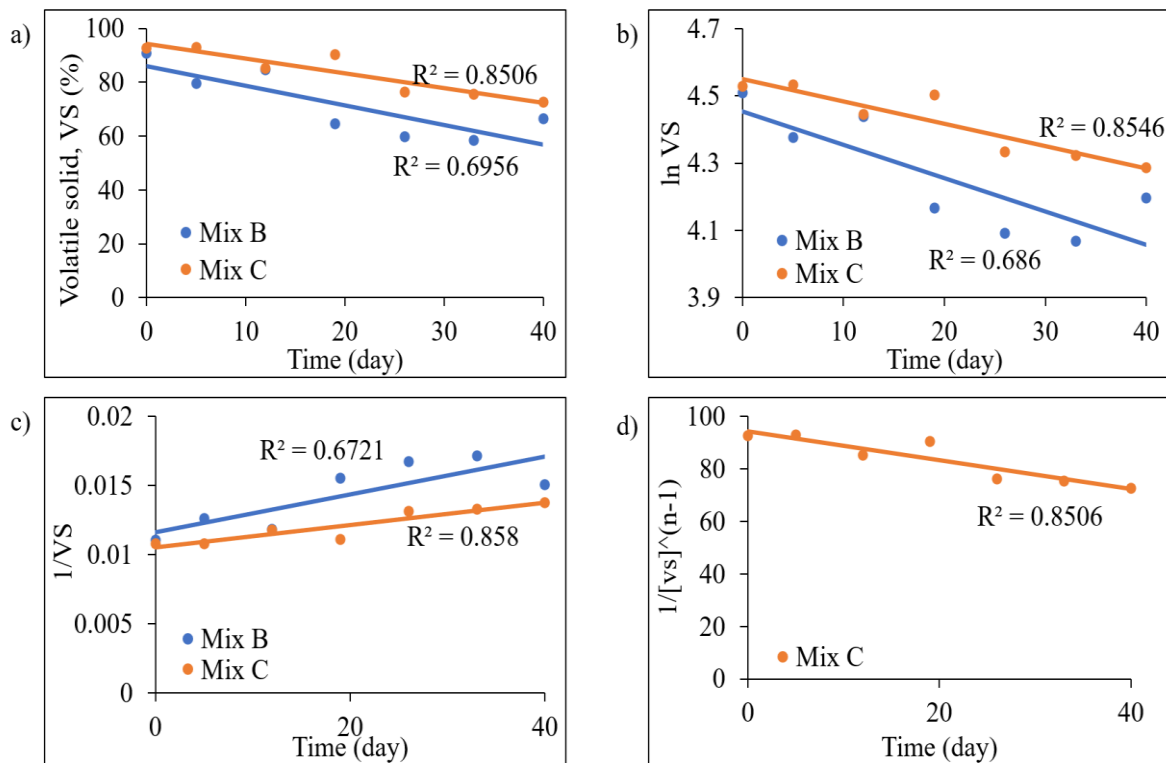 a)
Volatile solid, VS (%)
100
80
60
40
20
0
R² = 0.8506
R² = 0.6956
Mix B
Mix C
0 10 20 30 40
Time (day)
b)
ln VS
4.7
4.5
4.3
4.1
3.9
R² = 0.8546
R² = 0.686
Mix B
Mix C
0 10 20 30 40
Time (day)
c)
1/VS
0.02
0.015
0.01
0.005
0
R² = 0.6721
R² = 0.858
Mix B
Mix C
0 20 40
Time (day)
d)
1/[vs]^(n-1)
100
80
60
40
20
0
R² = 0.8506
Mix C
0 20 40
Time (day)